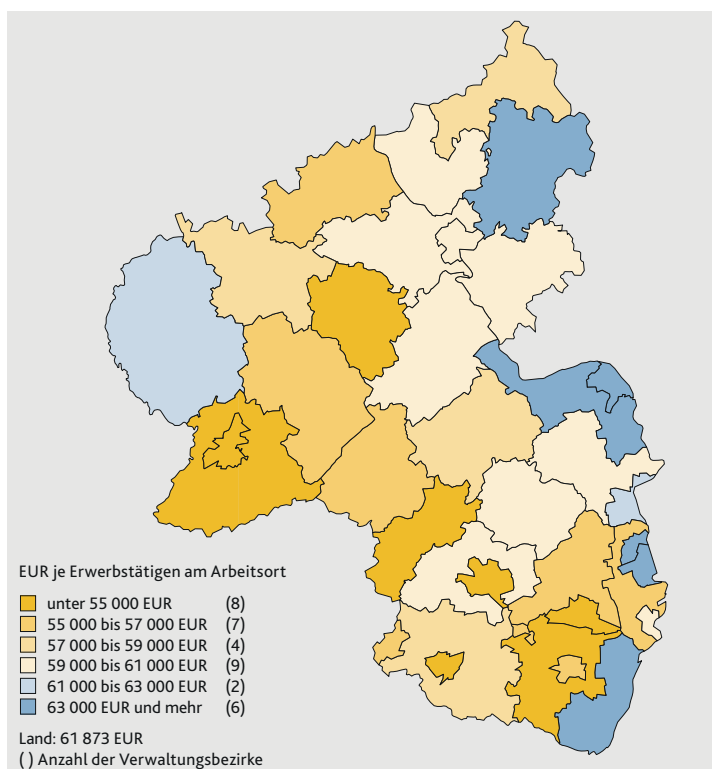 EUR je Erwerbstätigen am Arbeitsort
unter 55 000 EUR (8)
55 000 bis 57 000 EUR (7)
57 000 bis 59 000 EUR (4)
59 000 bis 61 000 EUR (9)
61 000 bis 63 000 EUR (2)
63 000 EUR und mehr (6)
Land: 61 873 EUR
( ) Anzahl der Verwaltungsbezirke